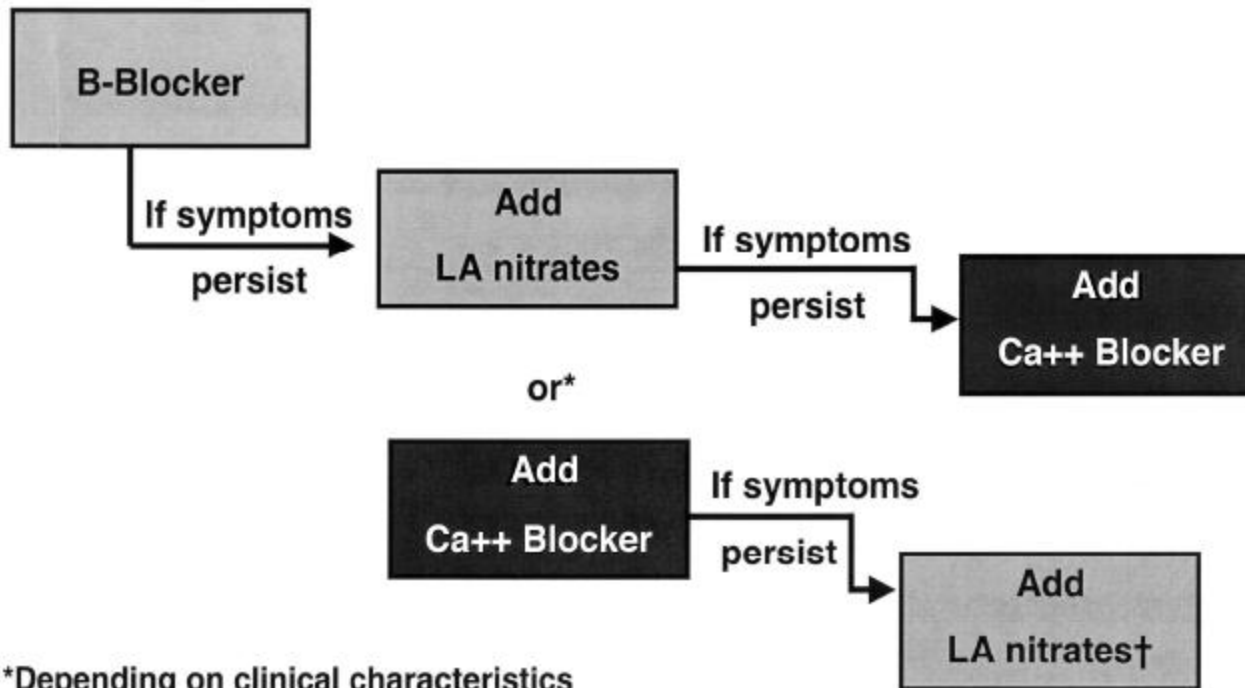 B-Blocker
If symptoms
persist
Add
LA nitrates
If symptoms
persist
Add
Ca++ Blocker
or*
Add
Ca++ Blocker
If symptoms
persist
Add
LA nitrates†
*Depending on clinical characteristics